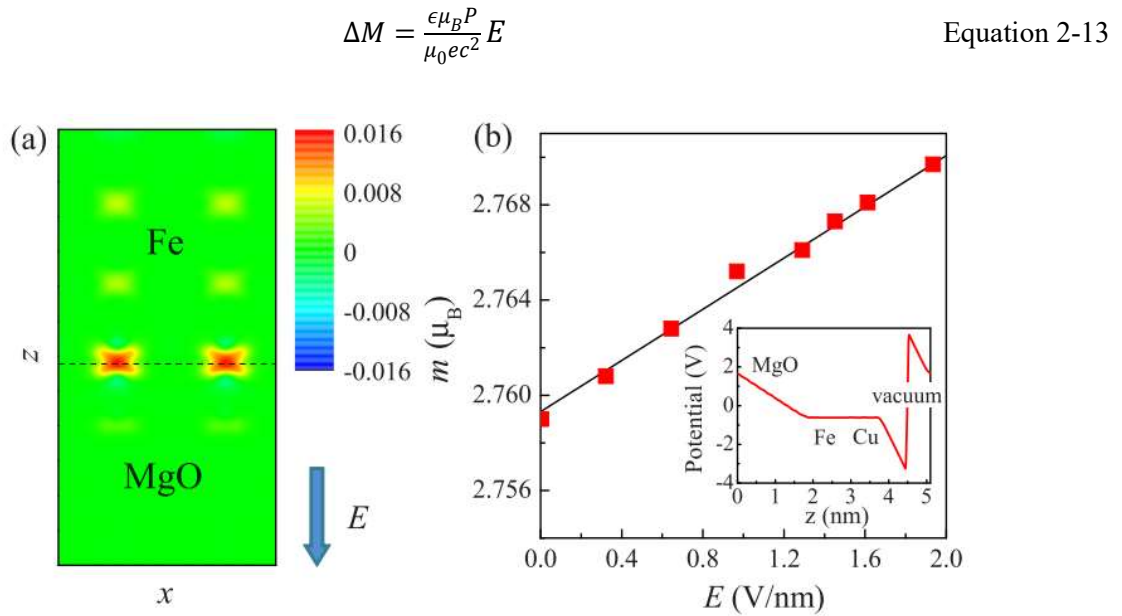 ΔM = ϵμ_B P / μ_0 ec² E Equation 2-13
(a)
0.016
0.008
0
-0.008
-0.016
Fe
MgO
z
x
E
(b)
m (μ_B)
2.768
2.764
2.760
2.756
0.0 0.4 0.8 1.2 1.6 2.0
E (V/nm)
Potential (V)
4
2
0
-2
-4
MgO
vacuum
Fe Cu
0 1 2 3 4 5
z (nm)